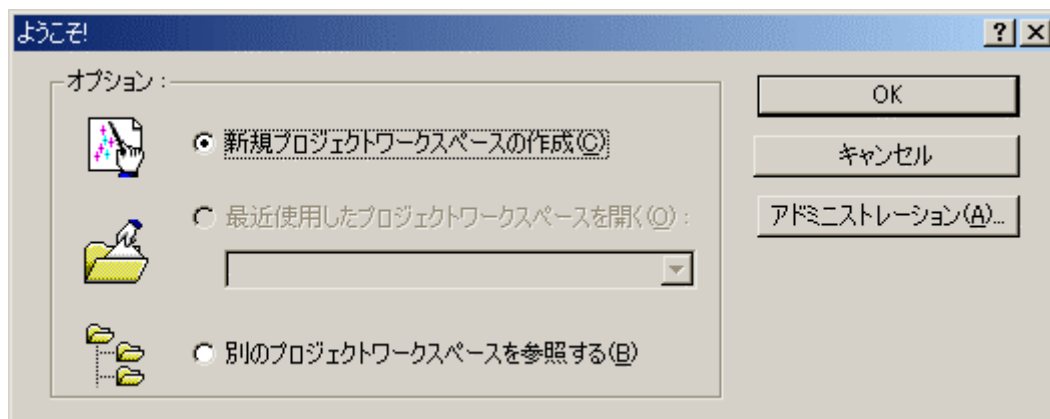 ようこそ!
オプション :
新規プロジェクトワークスペースの作成(C)
最近使用したプロジェクトワークスペースを開く(O) :
別のプロジェクトワークスペースを参照する(B)
OK
キャンセル
アドミニストレーション(A)...